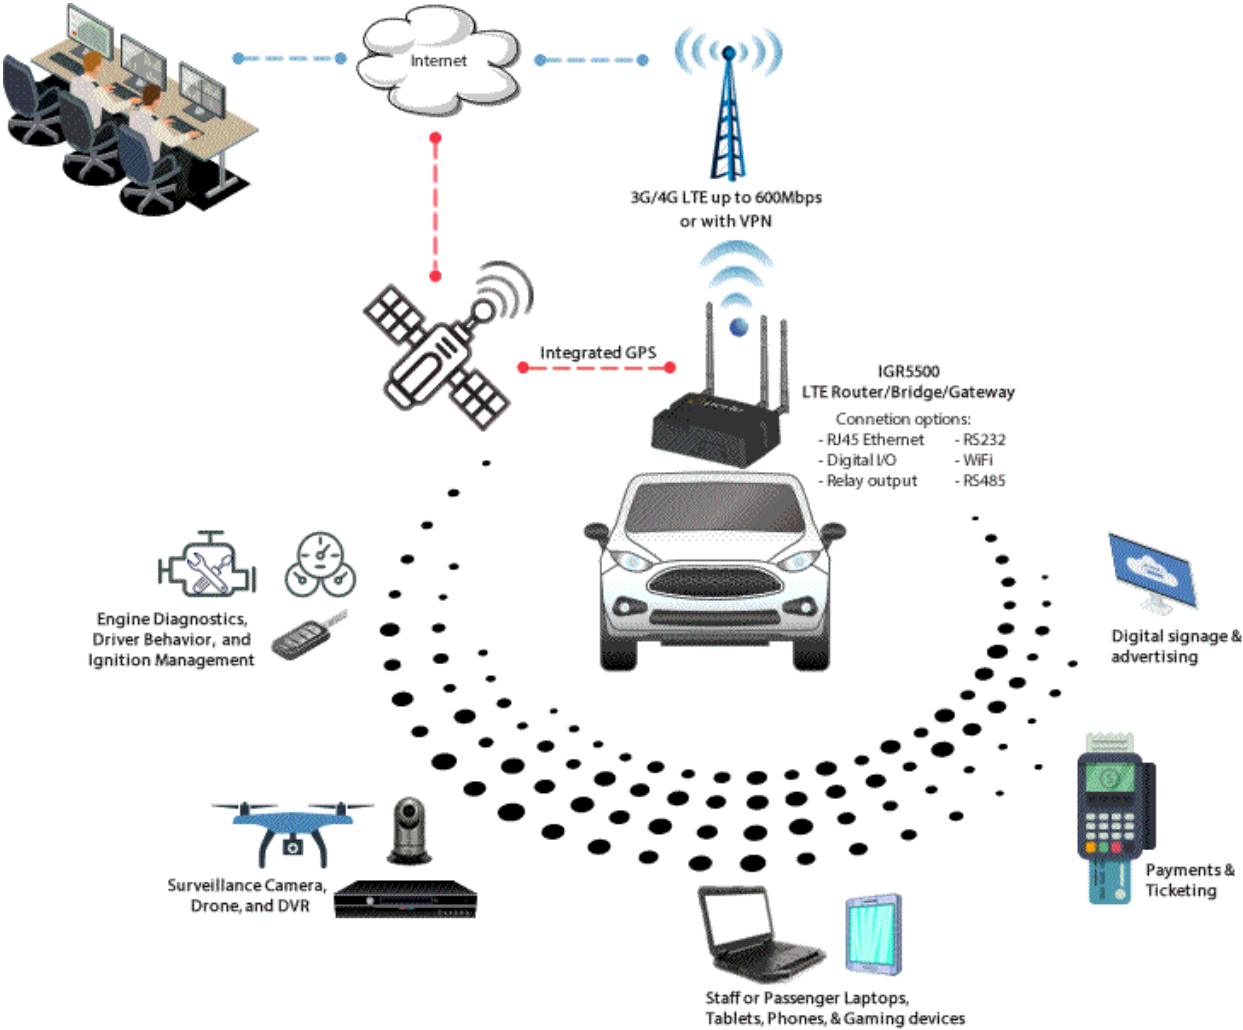 Internet
3G/4G LTE up to 600Mbps
or with VPN
Integrated GPS
IGR5500
LTE Router/Bridge/Gateway
Connetion options:
- RJ45 Ethernet - RS232
- Digital I/O - WiFi
- Relay output - RS485
Engine Diagnostics,
Driver Behavior, and
Ignition Management
Digital signage &
advertising
Surveillance Camera,
Drone, and DVR
Payments &
Ticketing
Staff or Passenger Laptops,
Tablets, Phones, & Gaming devices